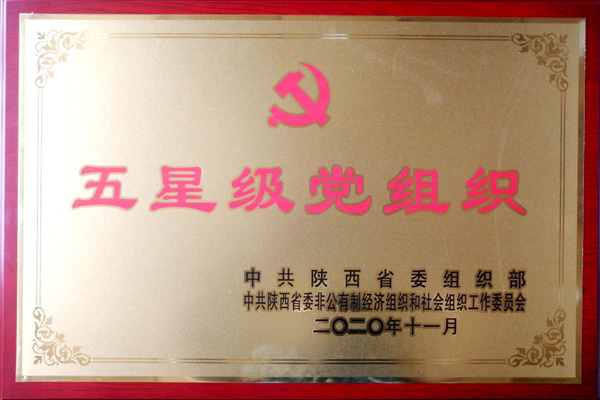 五星级党组织
中共陕西省委组织部
中共陕西省委非公有制经济组织和社会组织工作委员会
二〇二〇年十一月